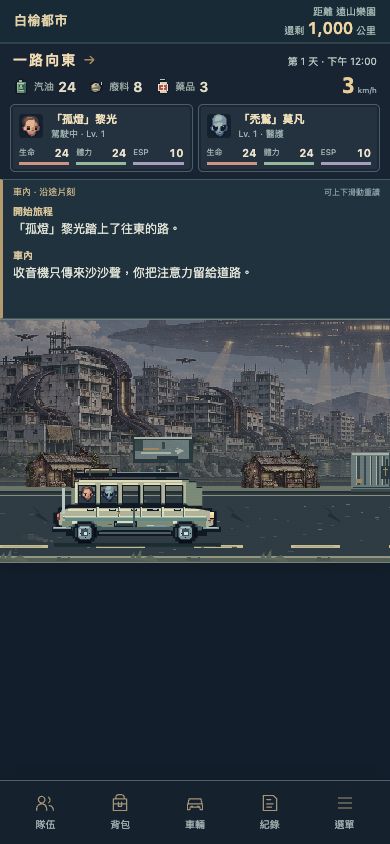 白榆都市
距離 遠山樂園
還剩 1,000 公里
一路向東 →
第 1 天 · 下午 12:00
汽油 24 廢料 8 藥品 3
3 km/h
「孤燈」黎光
駕駛中 · Lv. 1
生命 24 體力 24 ESP 10
「禿鷲」莫凡
Lv. 1 · 醫護
生命 24 體力 24 ESP 10
車內 · 沿途片刻
可上下滑動重讀
開始旅程
「孤燈」黎光踏上了往東的路。
車內
收音機只傳來沙沙聲，你把注意力留給道路。
隊伍
背包
車輛
紀錄
選單